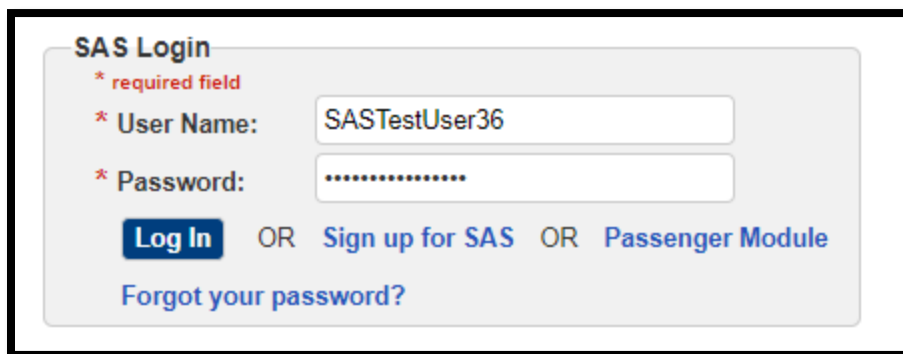 SAS Login
* required field
* User Name: SASTestUser36
* Password: ••••••••••••••••
Log In OR Sign up for SAS OR Passenger Module
Forgot your password?